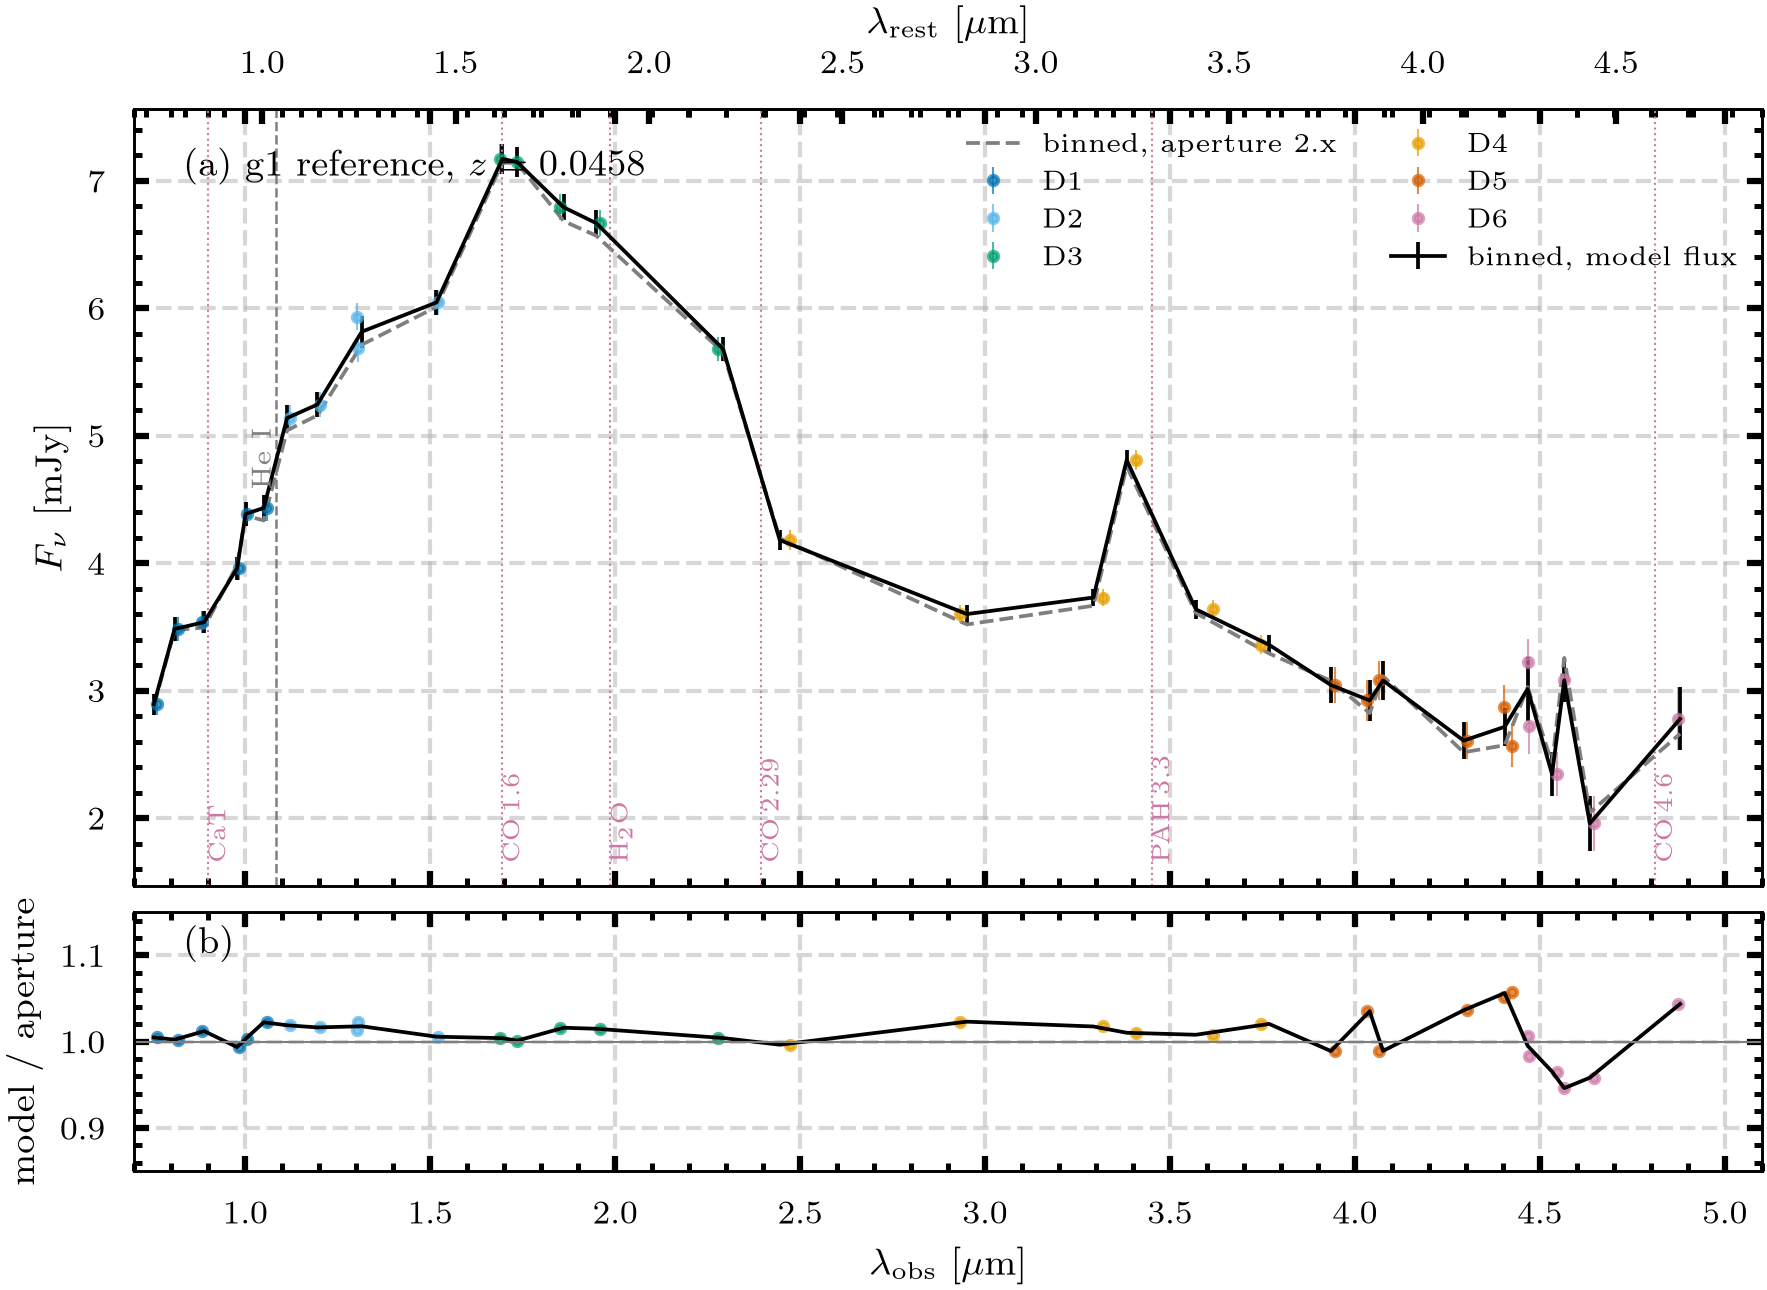 λrest [μm]
1.0 1.5 2.0 2.5 3.0 3.5 4.0 4.5
(a) g1 reference, z = 0.0458
binned, aperture 2.x
D1
D2
D3
D4
D5
D6
binned, model flux
Fν [mJy]
7
6
5
4
3
2
He I
CaT
CO 1.6
H2O
CO 2.29
PAH 3.3
CO 4.6
(b)
model / aperture
1.1
1.0
0.9
1.0 1.5 2.0 2.5 3.0 3.5 4.0 4.5 5.0
λobs [μm]